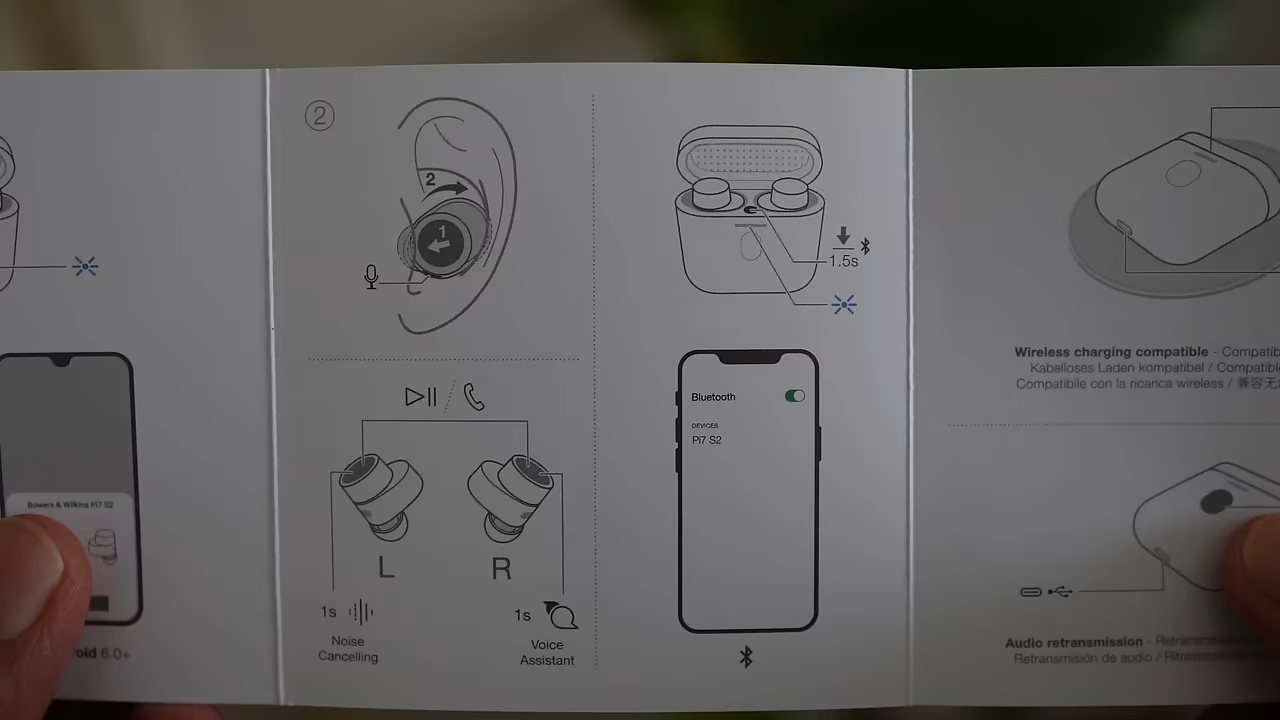 Bowers & Wilkins Pi7 S2
roid 6.0+
2
2
1
L
R
1s
Noise
Cancelling
1s
Voice
Assistant
1.5s
Bluetooth
DEVICES
Pi7 S2
Wireless charging compatible - Compatib
Kabelloses Laden kompatibel / Compatible
Compatibile con la ricarica wireless / 兼容无
Audio retransmission - Retransmission
Retransmisión de audio /